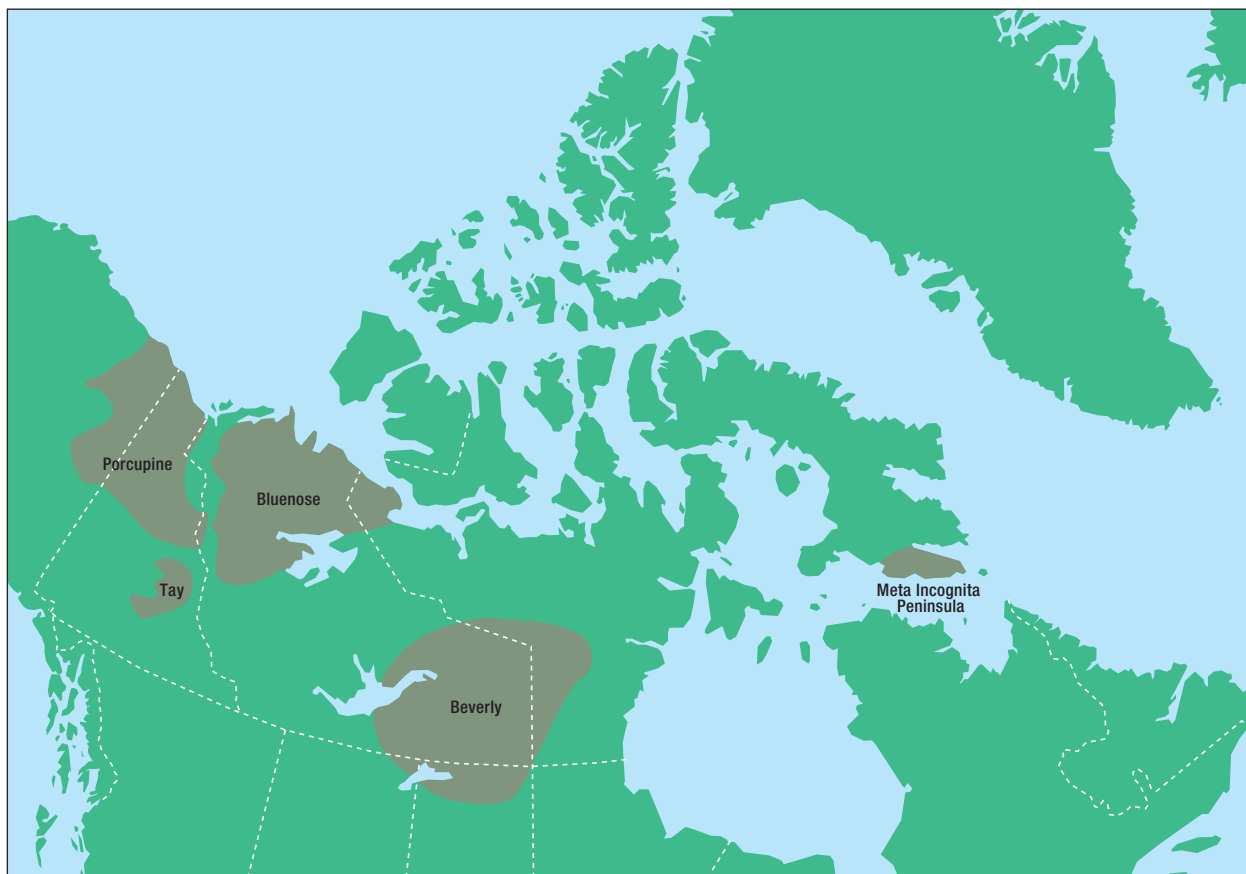 Porcupine
Bluenose
Tay
Meta Incognita
Peninsula
Beverly